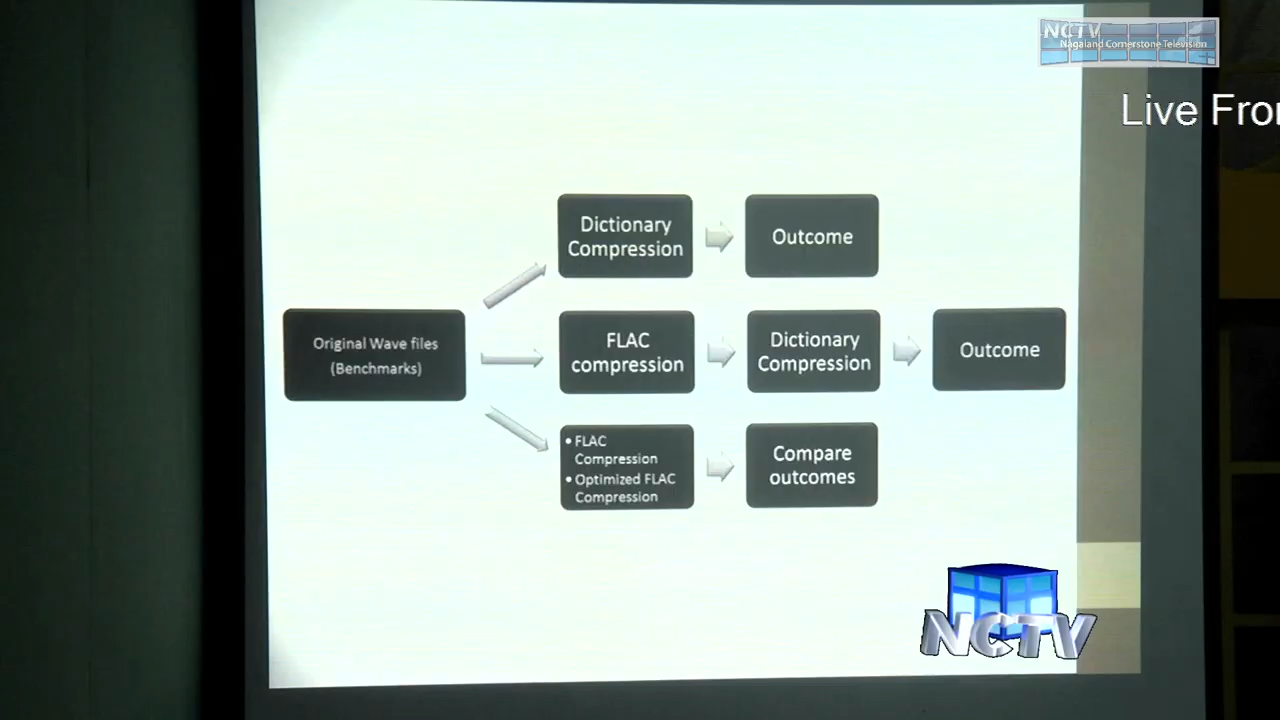 NCTV
Nagaland Cornerstone Television
Live Fro
Dictionary
Compression
Outcome
Original Wave files
(Benchmarks)
FLAC
compression
Dictionary
Compression
Outcome
• FLAC
Compression
• Optimized FLAC
Compression
Compare
outcomes
NCTV